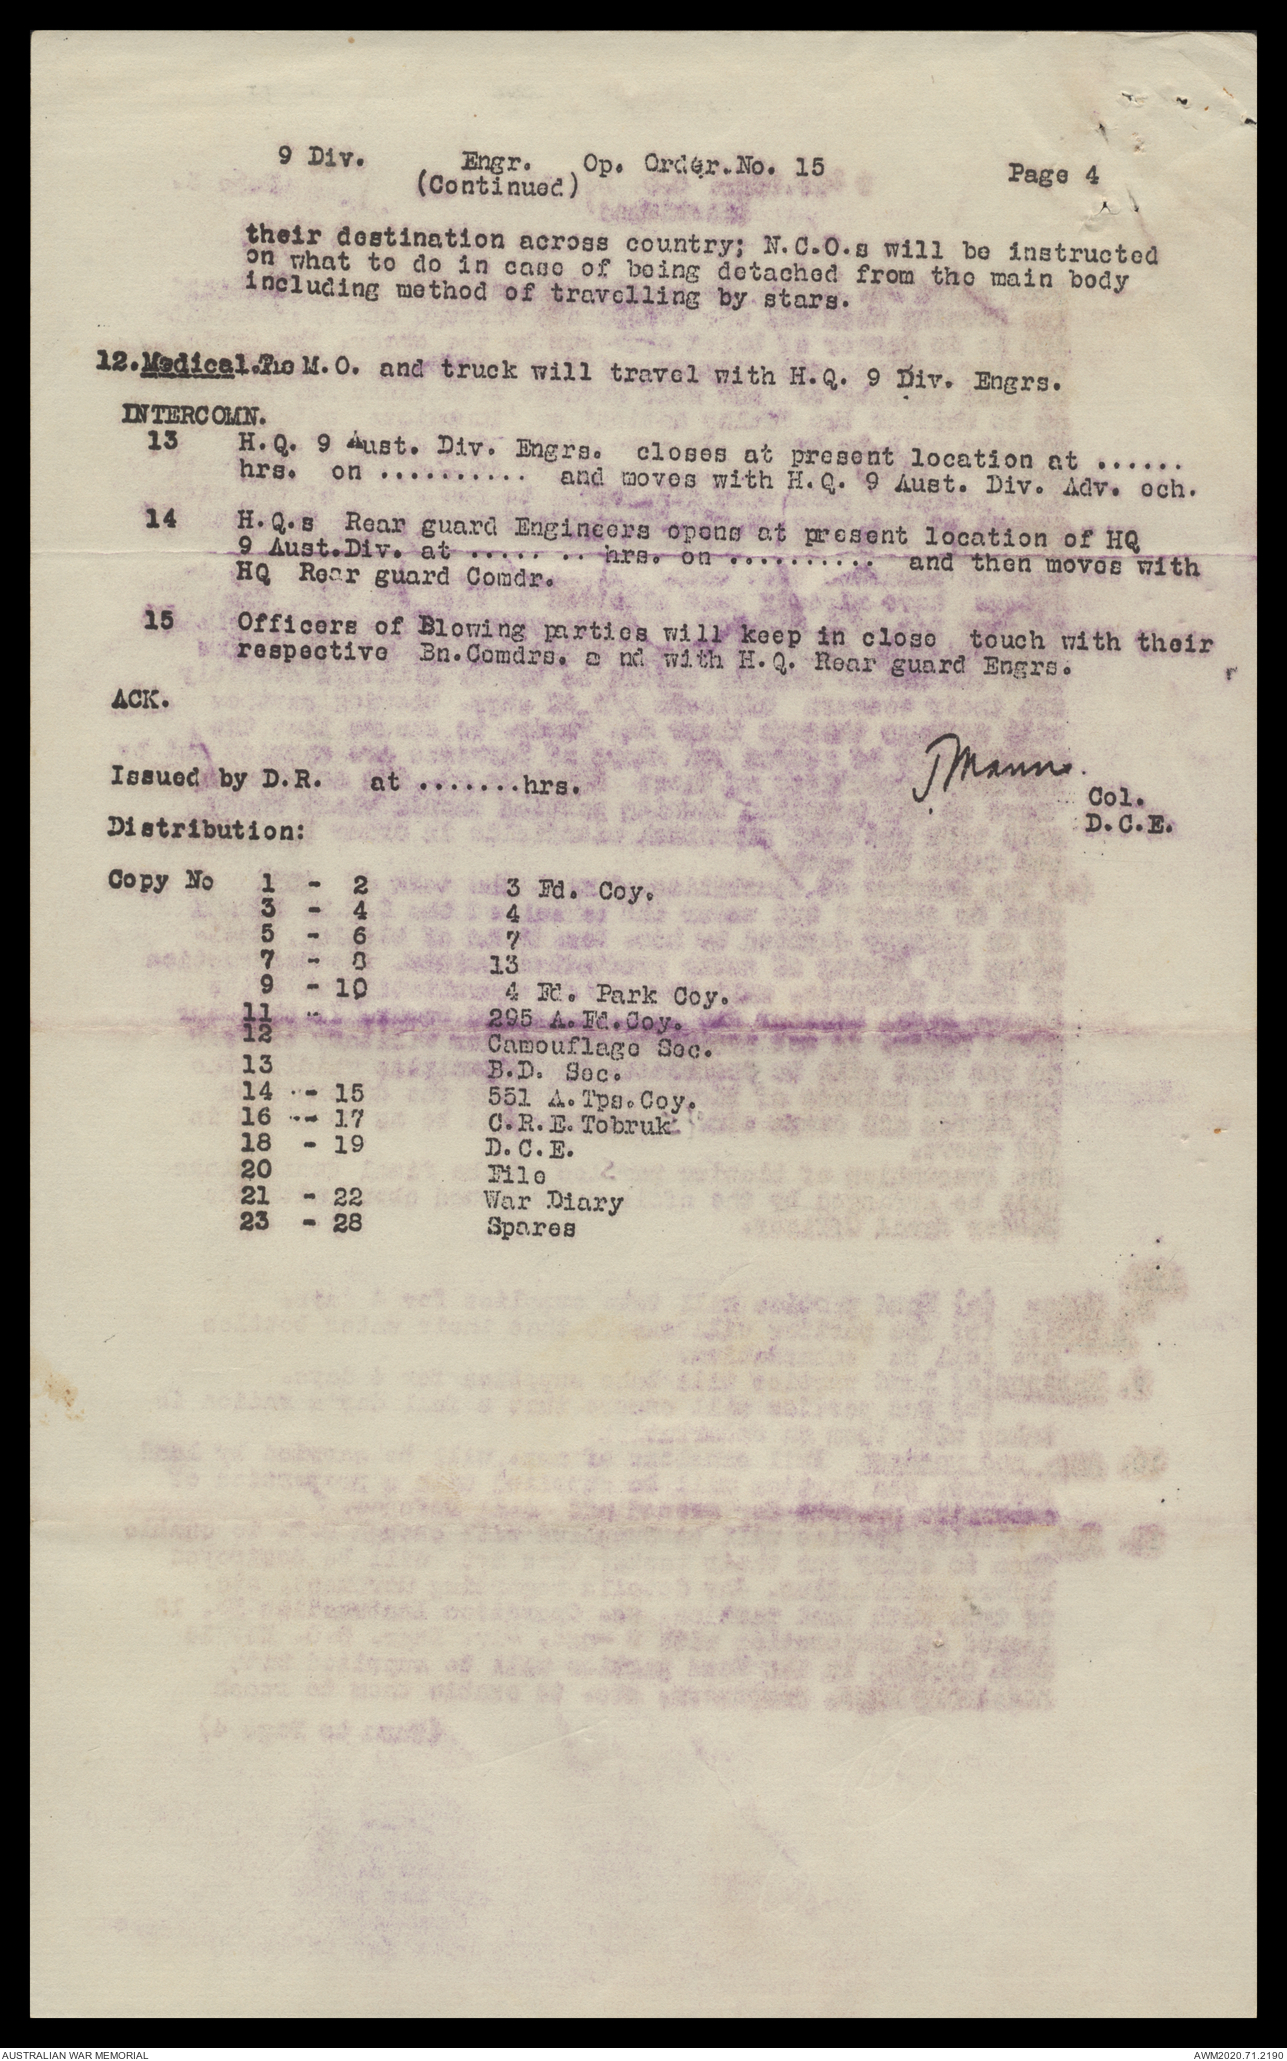 9 Div. Engr. Op. Order.No. 15 Page 4
(Continued)
their destination across country; N.C.O.s will be instructed
on what to do in case of being detached from the main body
including method of travelling by stars.
12.Medical.The M.O. and truck will travel with H.Q. 9 Div. Engrs.
INTERCOMN.
13 H.Q. 9 Aust. Div. Engrs. closes at present location at ......
hrs. on .......... and moves with H.Q. 9 Aust. Div. Adv. ech.
14 H.Q.s Rear guard Engineers opens at present location of HQ
9 Aust.Div. at ..... .. hrs. on .......... and then moves with
HQ Rear guard Comdr.
15 Officers of Blowing parties will keep in close touch with their
respective Bn.Comdrs. a nd with H.Q. Rear guard Engrs.
ACK.
JMann.
Issued by D.R. at .......hrs.
Col.
D.C.E.
Distribution:
Copy No 1 - 2 3 Fd. Coy.
3 - 4 4
5 - 6 7
7 - 8 13
9 - 10 4 Fd. Park Coy.
11 - 295 A.Fd.Coy.
12 Camouflage Sec.
13 B.D. Sec.
14 - 15 551 A.Tps.Coy.
16 - 17 C.R.E.Tobruk
18 - 19 D.C.E.
20 File
21 - 22 War Diary
23 - 28 Spares
AUSTRALIAN WAR MEMORIAL AWM2020.71.2190